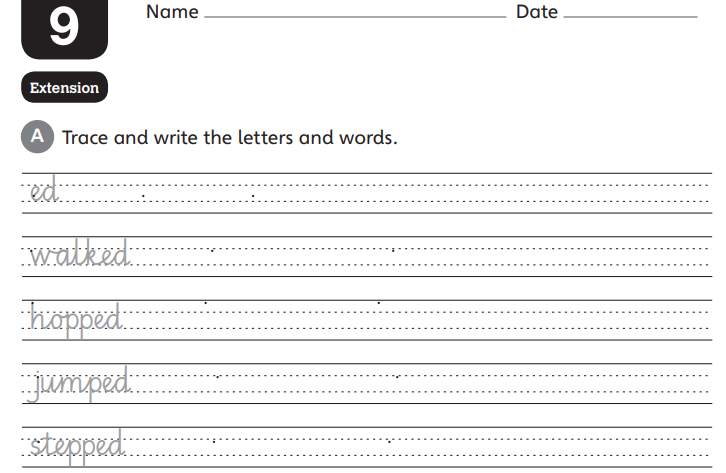 9 Name Date
Extension
A Trace and write the letters and words.
ed
walked
hopped
jumped
stepped